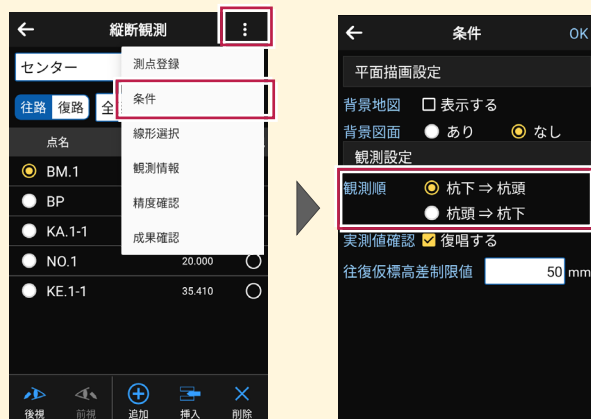 縦断観測
センター
測点登録
条件
線形選択
観測情報
精度確認
成果確認
往路 復路 全
点名
BM.1
BP
KA.1-1
NO.1 20.000
KE.1-1 35.410
後視 前視 追加 挿入 削除
条件 OK
平面描画設定
背景地図 表示する
背景図面 あり なし
観測設定
観測順 杭下⇒杭頭
杭頭⇒杭下
実測値確認 復唱する
往復仮標高差制限値 50 mm